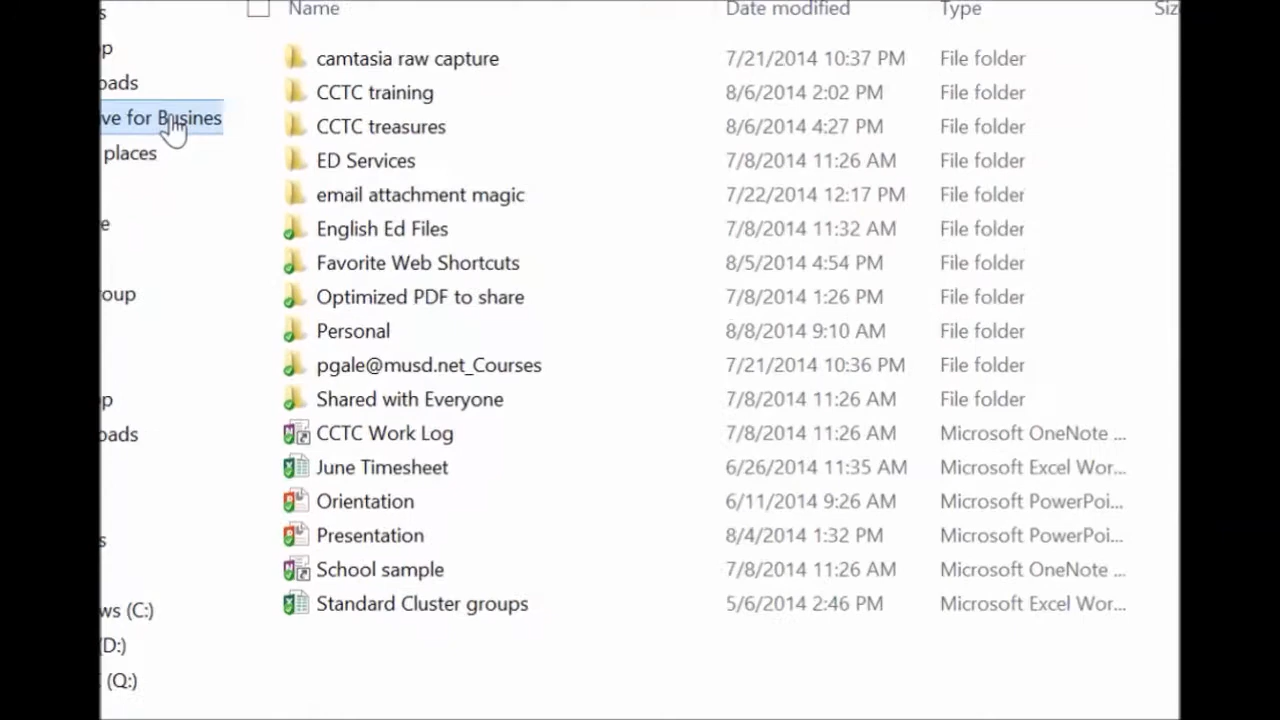 s
Name Date modified Type Siz
p
camtasia raw capture 7/21/2014 10:37 PM File folder
oads
CCTC training 8/6/2014 2:02 PM File folder
ve for Busines
CCTC treasures 8/6/2014 4:27 PM File folder
places
ED Services 7/8/2014 11:26 AM File folder
email attachment magic 7/22/2014 12:17 PM File folder
e
English Ed Files 7/8/2014 11:32 AM File folder
Favorite Web Shortcuts 8/5/2014 4:54 PM File folder
oup
Optimized PDF to share 7/8/2014 1:26 PM File folder
Personal 8/8/2014 9:10 AM File folder
pgale@musd.net_Courses 7/21/2014 10:36 PM File folder
p
Shared with Everyone 7/8/2014 11:26 AM File folder
oads
CCTC Work Log 7/8/2014 11:26 AM Microsoft OneNote ...
June Timesheet 6/26/2014 11:35 AM Microsoft Excel Wor...
Orientation 6/11/2014 9:26 AM Microsoft PowerPoi...
s
Presentation 8/4/2014 1:32 PM Microsoft PowerPoi...
School sample 7/8/2014 11:26 AM Microsoft OneNote ...
ws (C:)
Standard Cluster groups 5/6/2014 2:46 PM Microsoft Excel Wor...
(D:)
(Q:)